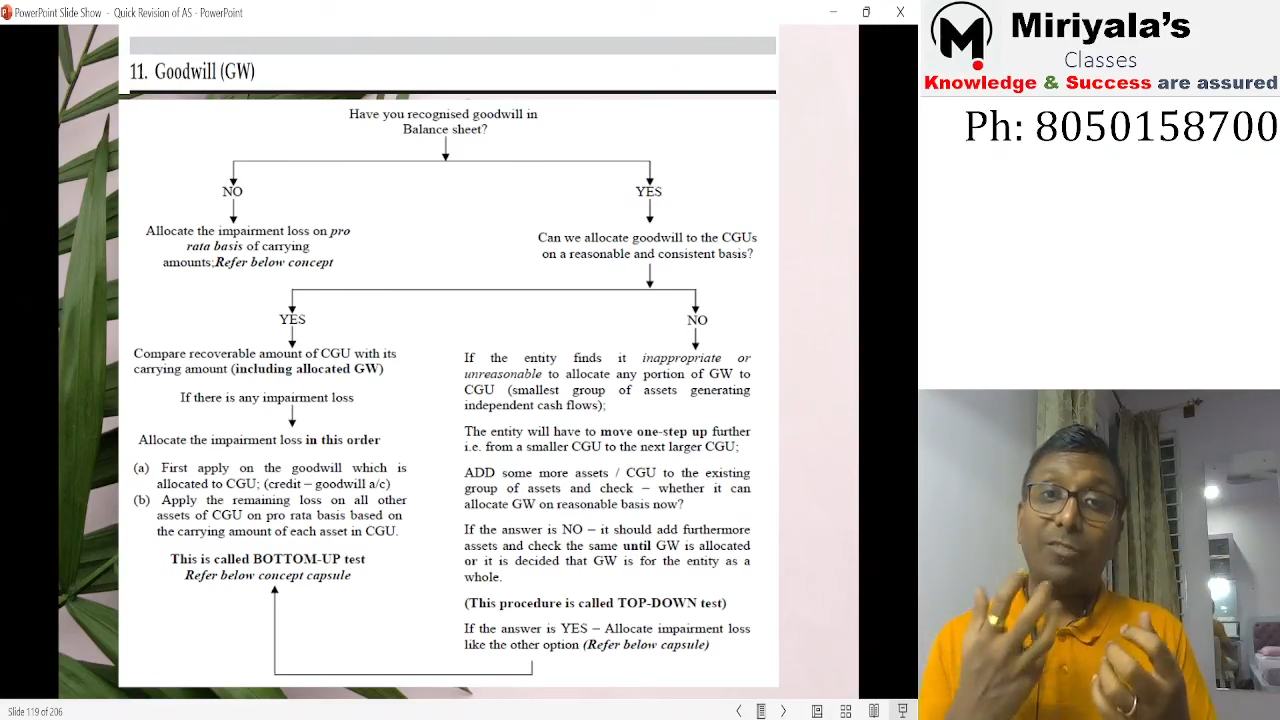 PowerPoint Slide Show - Quick Revision of AS - PowerPoint
Miriyala's
Classes
Knowledge & Success are assured
Ph: 8050158700
11. Goodwill (GW)
Have you recognised goodwill in
Balance sheet?
NO
YES
Allocate the impairment loss on pro
rata basis of carrying
amounts;Refer below concept
Can we allocate goodwill to the CGUs
on a reasonable and consistent basis?
YES
NO
Compare recoverable amount of CGU with its
carrying amount (including allocated GW)
If there is any impairment loss
Allocate the impairment loss in this order
(a) First apply on the goodwill which is
allocated to CGU; (credit – goodwill a/c)
(b) Apply the remaining loss on all other
assets of CGU on pro rata basis based on
the carrying amount of each asset in CGU.
This is called BOTTOM-UP test
Refer below concept capsule
If the entity finds it inappropriate or
unreasonable to allocate any portion of GW to
CGU (smallest group of assets generating
independent cash flows);
The entity will have to move one-step up further
i.e. from a smaller CGU to the next larger CGU;
ADD some more assets / CGU to the existing
group of assets and check – whether it can
allocate GW on reasonable basis now?
If the answer is NO – it should add furthermore
assets and check the same until GW is allocated
or it is decided that GW is for the entity as a
whole.
(This procedure is called TOP-DOWN test)
If the answer is YES – Allocate impairment loss
like the other option (Refer below capsule)
Slide 119 of 206